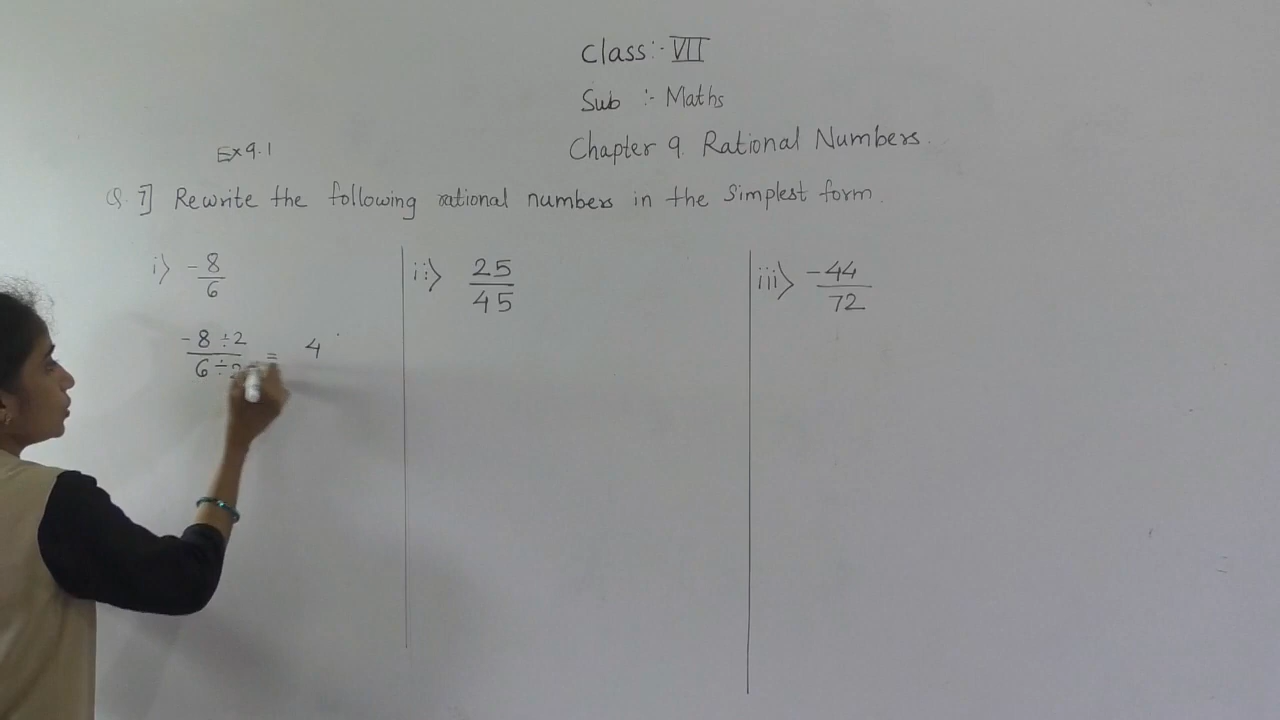 Class:- VII
Sub :- Maths
Chapter 9. Rational Numbers.
Ex 9.1
Q. 7] Rewrite the following rational numbers in the simplest form.
i) -8/6
-8 ÷2 / 6 ÷2 = 4
ii) 25/45
iii) -44/72